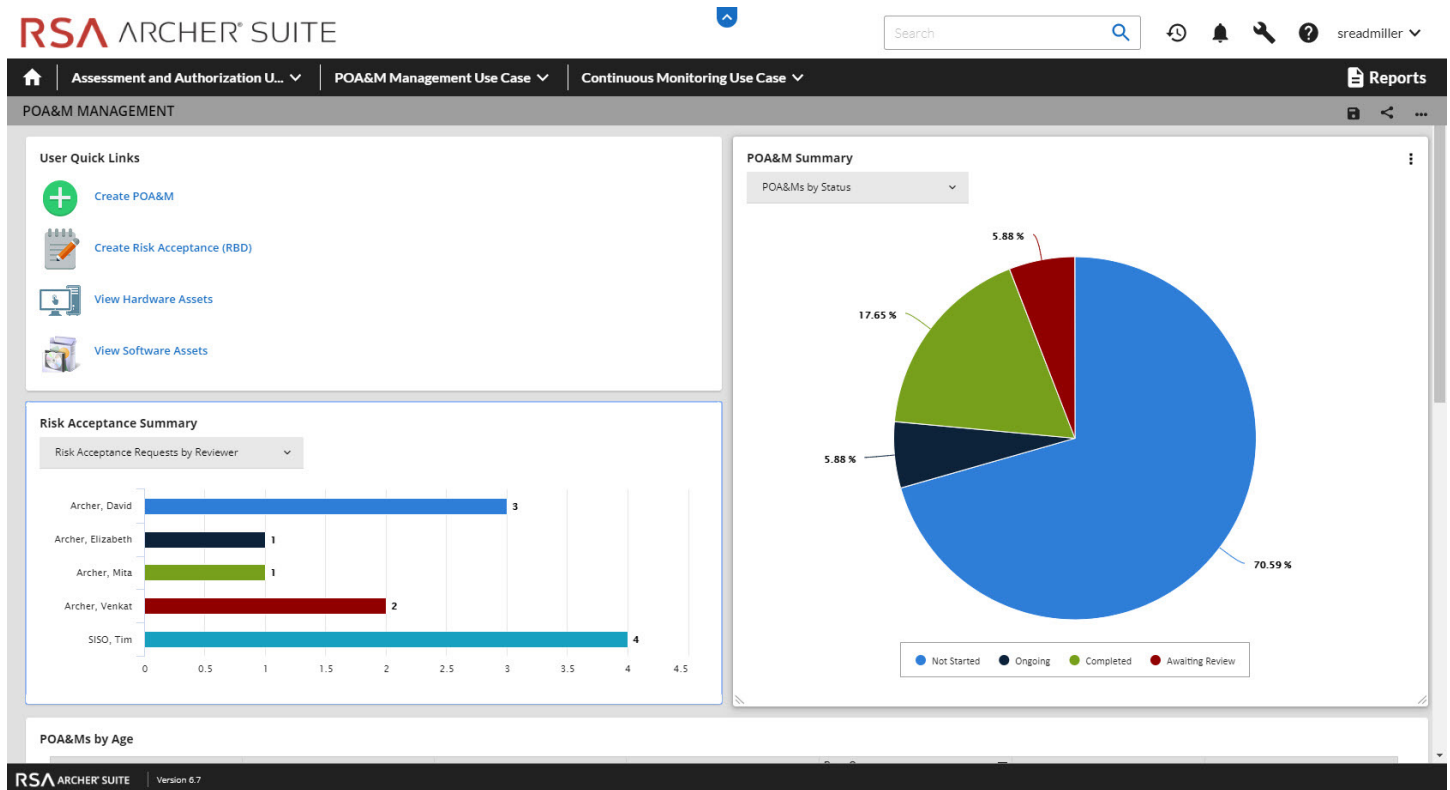 RSA ARCHER® SUITE
Search
sreadmiller
Assessment and Authorization U...
POA&M Management Use Case
Continuous Monitoring Use Case
Reports
POA&M MANAGEMENT
User Quick Links
Create POA&M
Create Risk Acceptance (RBD)
View Hardware Assets
View Software Assets
Risk Acceptance Summary
Risk Acceptance Requests by Reviewer
Archer, David
3
Archer, Elizabeth
1
Archer, Mita
1
Archer, Venkat
2
SISO, Tim
4
0 0.5 1 1.5 2 2.5 3 3.5 4 4.5
POA&M Summary
POA&Ms by Status
5.88 %
17.65 %
5.88 %
70.59 %
Not Started Ongoing Completed Awaiting Review
POA&Ms by Age
RSA ARCHER® SUITE Version 6.7